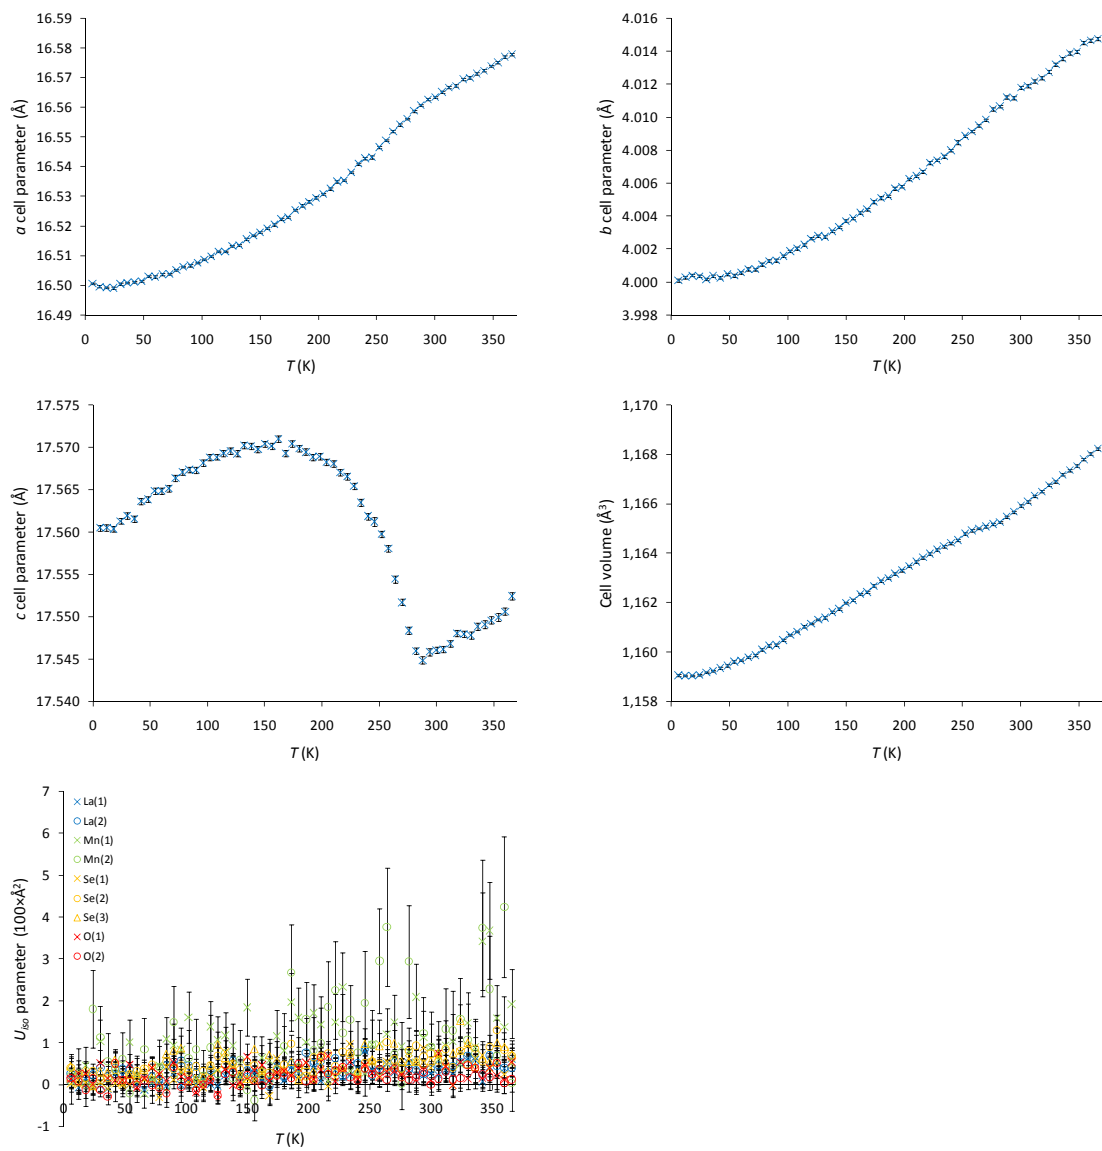 16.59
16.58
16.57
16.56
16.55
16.54
16.53
16.52
16.51
16.50
16.49
a cell parameter (Å)
0 50 100 150 200 250 300 350
T (K)
4.016
4.014
4.012
4.010
4.008
4.006
4.004
4.002
4.000
3.998
b cell parameter (Å)
0 50 100 150 200 250 300 350
T (K)
17.575
17.570
17.565
17.560
17.555
17.550
17.545
17.540
c cell parameter (Å)
0 50 100 150 200 250 300 350
T (K)
1,170
1,168
1,166
1,164
1,162
1,160
1,158
Cell volume (Å³)
0 50 100 150 200 250 300 350
T (K)
7
6
5
4
3
2
1
0
-1
Uiso parameter (100×Å²)
La(1)
La(2)
Mn(1)
Mn(2)
Se(1)
Se(2)
Se(3)
O(1)
O(2)
0 50 100 150 200 250 300 350
T (K)